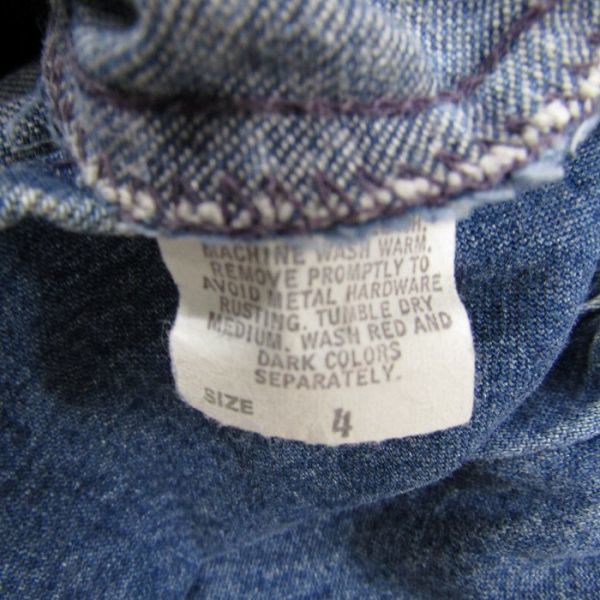 MACHINE WASH WARM.
REMOVE PROMPTLY TO
AVOID METAL HARDWARE
RUSTING. TUMBLE DRY
MEDIUM. WASH RED AND
DARK COLORS
SEPARATELY.
SIZE 4